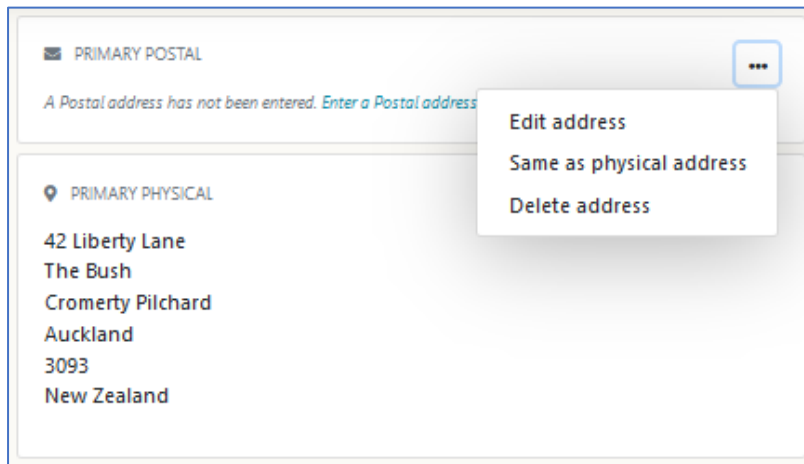 PRIMARY POSTAL
A Postal address has not been entered. Enter a Postal address
Edit address
Same as physical address
Delete address
PRIMARY PHYSICAL
42 Liberty Lane
The Bush
Cromerty Pilchard
Auckland
3093
New Zealand